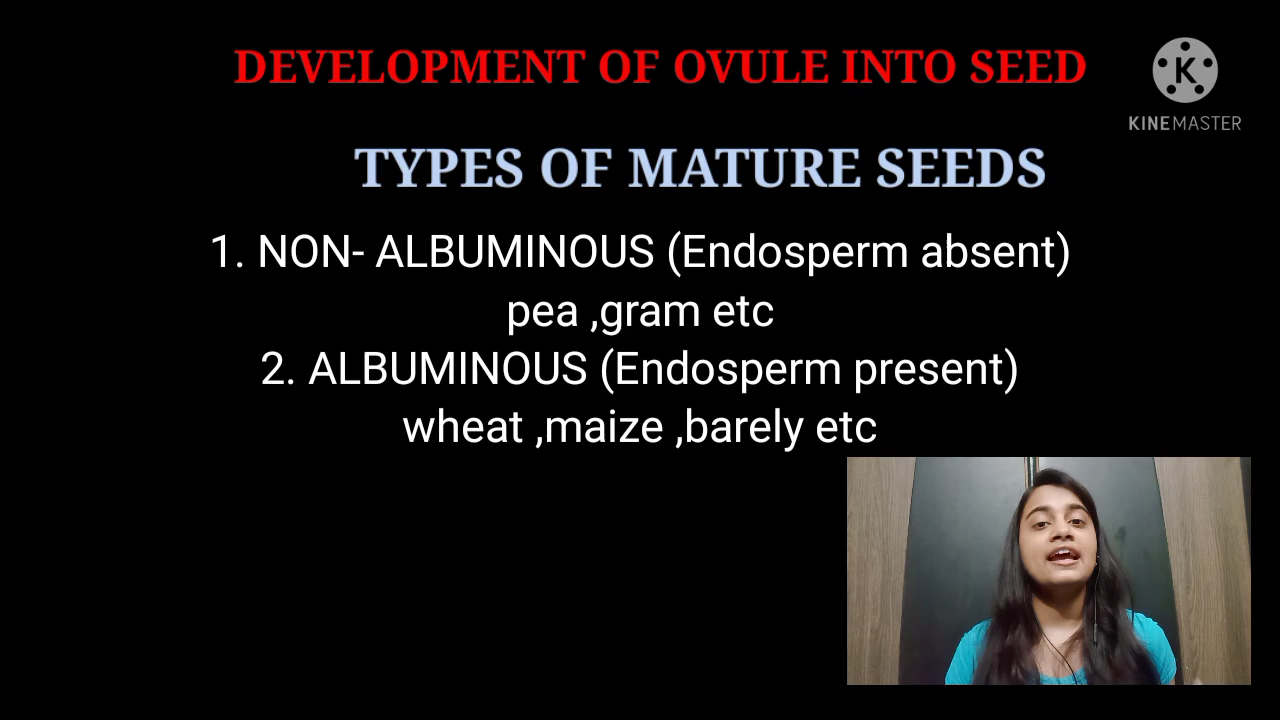 DEVELOPMENT OF OVULE INTO SEED
KINEMASTER
TYPES OF MATURE SEEDS
1. NON- ALBUMINOUS (Endosperm absent)
pea ,gram etc
2. ALBUMINOUS (Endosperm present)
wheat ,maize ,barely etc